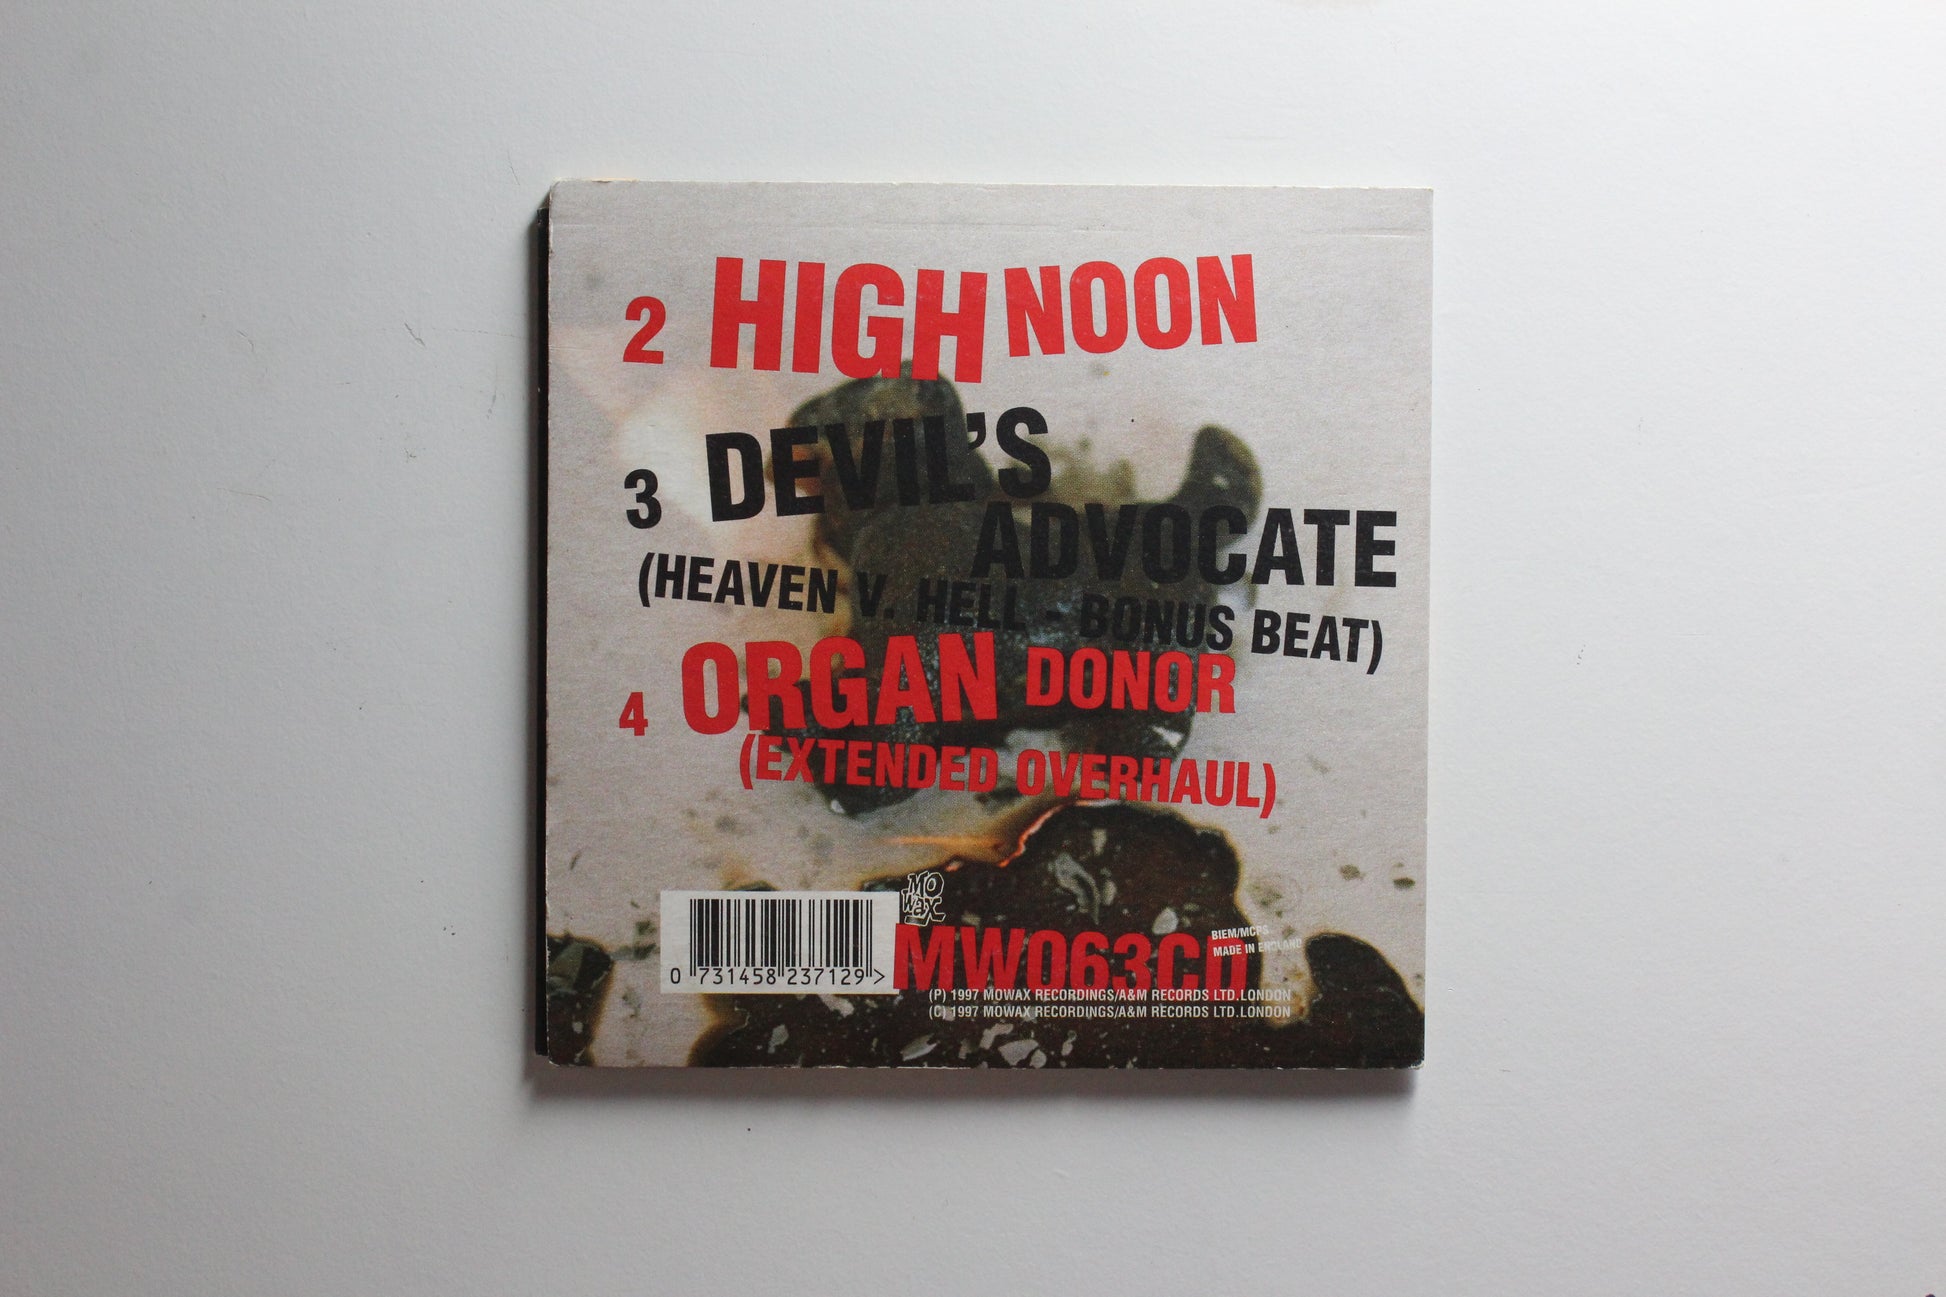 2 HIGH NOON
3 DEVIL'S
ADVOCATE
(HEAVEN V. HELL - BONUS BEAT)
4 ORGAN DONOR
(EXTENDED OVERHAUL)
MO
WAX
MW063CD
BIEM/MCPS
MADE IN ENGLAND
0 731458 237129 >
(P) 1997 MOWAX RECORDINGS/A&M RECORDS LTD.LONDON
(C) 1997 MOWAX RECORDINGS/A&M RECORDS LTD.LONDON